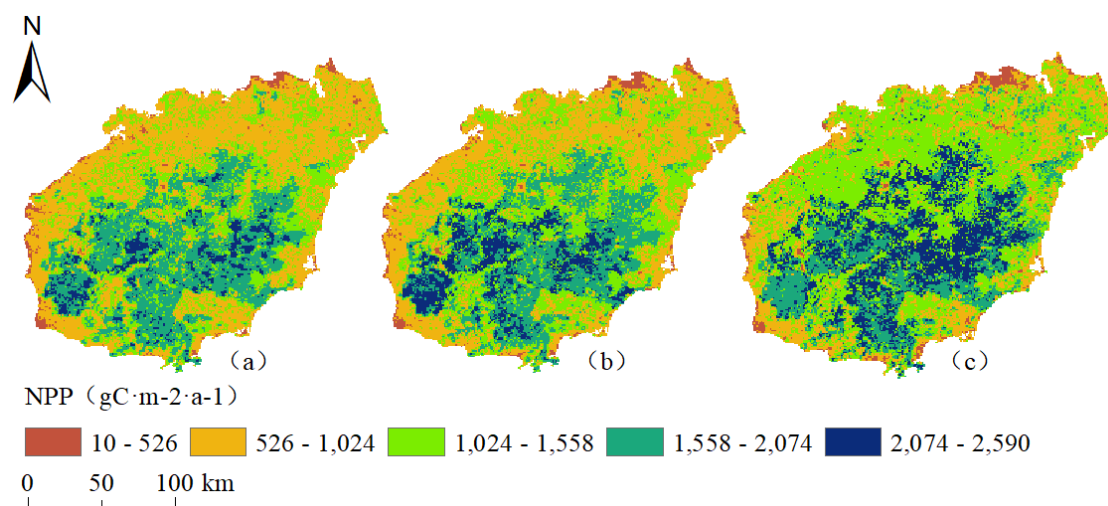 N
（a）
（b）
（c）
NPP（gC·m-2·a-1）
10 - 526
526 - 1,024
1,024 - 1,558
1,558 - 2,074
2,074 - 2,590
0 50 100 km